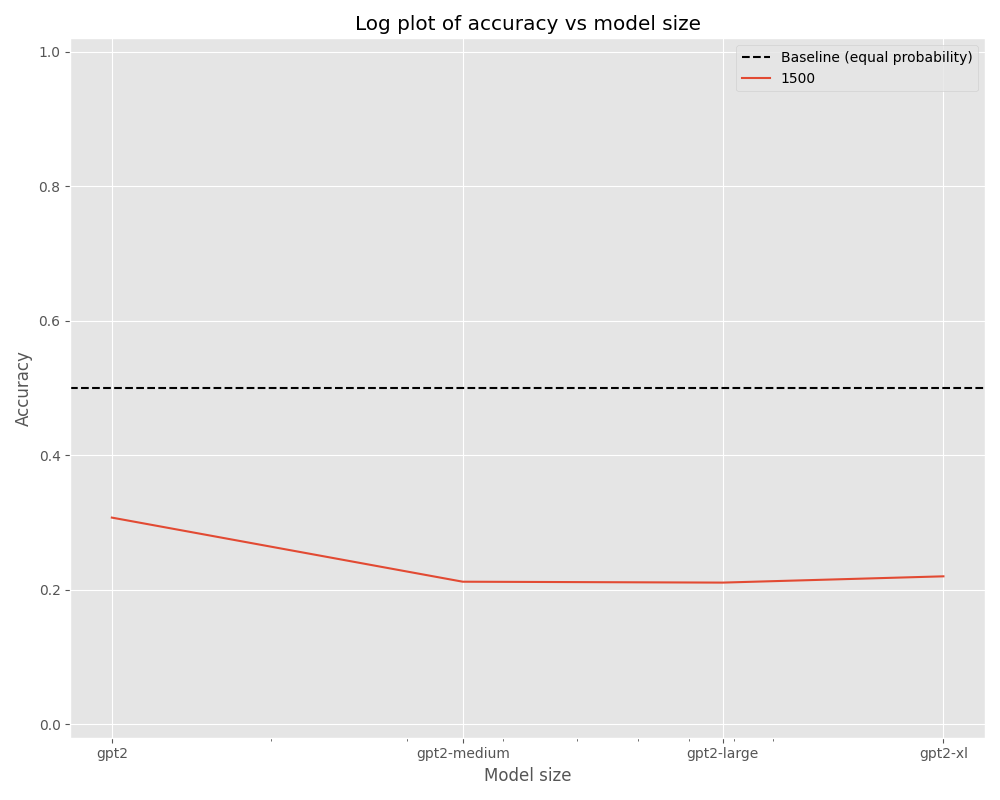 Log plot of accuracy vs model size
Baseline (equal probability)
1500
1.0
0.8
0.6
0.4
0.2
0.0
Accuracy
gpt2 gpt2-medium gpt2-large gpt2-xl
Model size